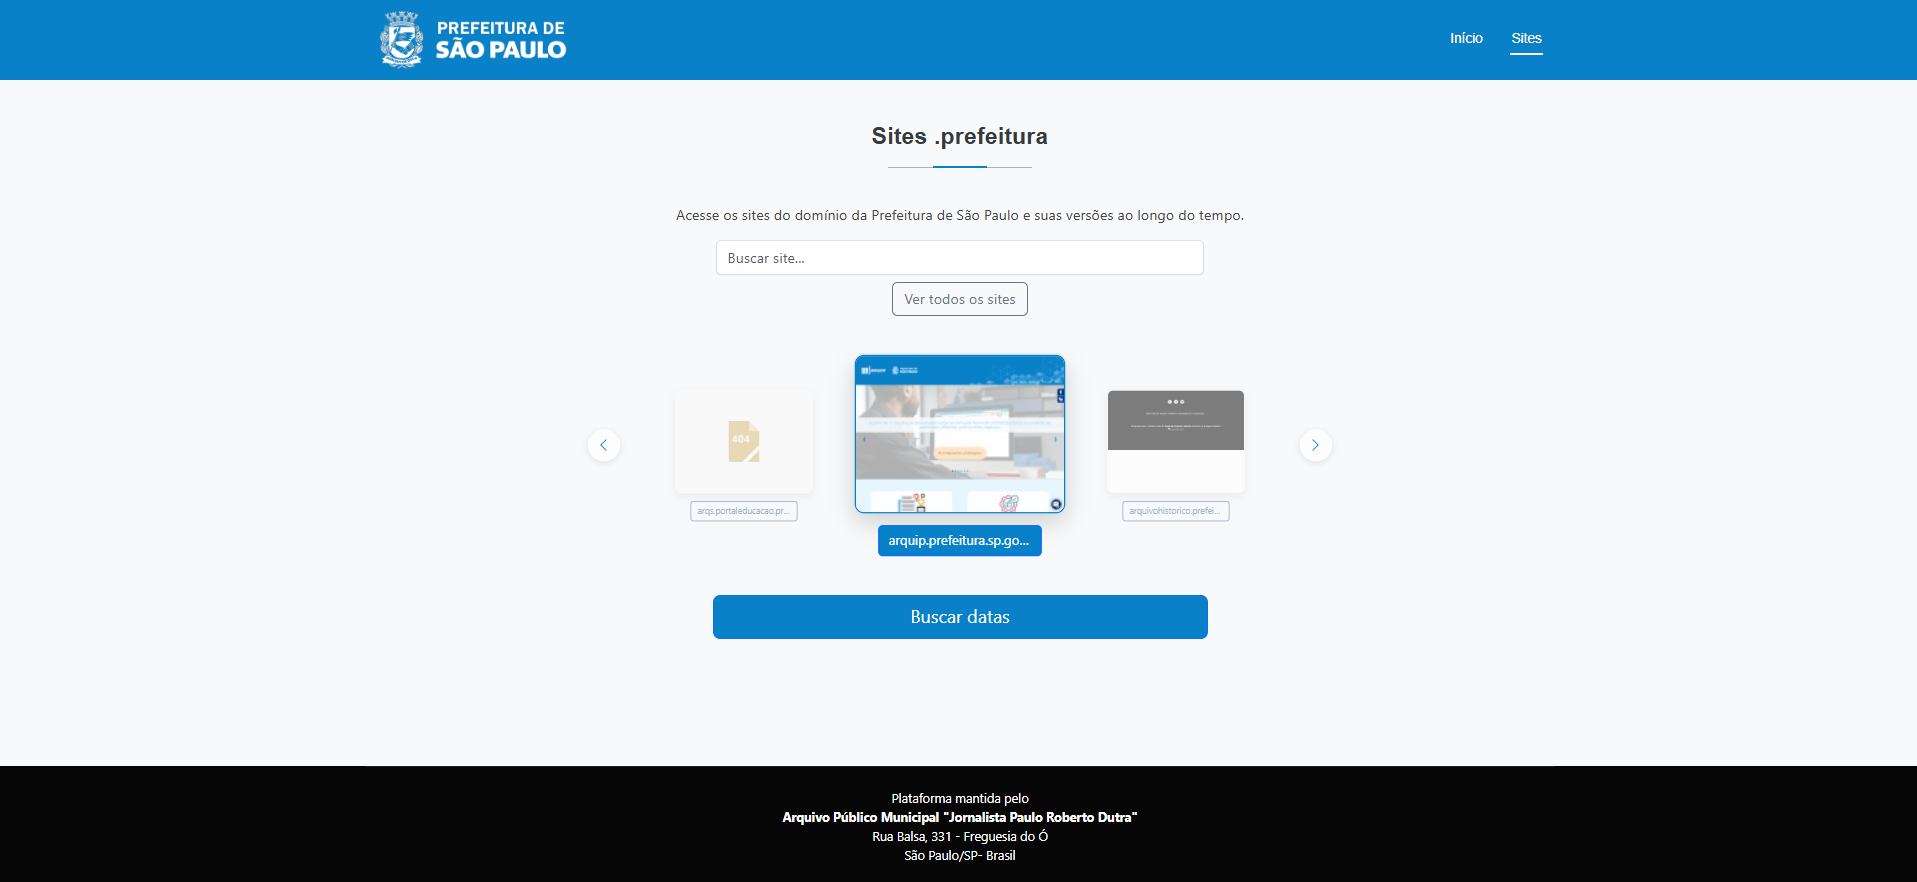 PREFEITURA DE
SÃO PAULO
Início
Sites
Sites .prefeitura
Acesse os sites do domínio da Prefeitura de São Paulo e suas versões ao longo do tempo.
Buscar site...
Ver todos os sites
404
arqs.portaleducacao.pr...
arquip.prefeitura.sp.go...
arquivohistorico.prefei...
Buscar datas
Plataforma mantida pelo
Arquivo Público Municipal "Jornalista Paulo Roberto Dutra"
Rua Balsa, 331 - Freguesia do Ó
São Paulo/SP- Brasil